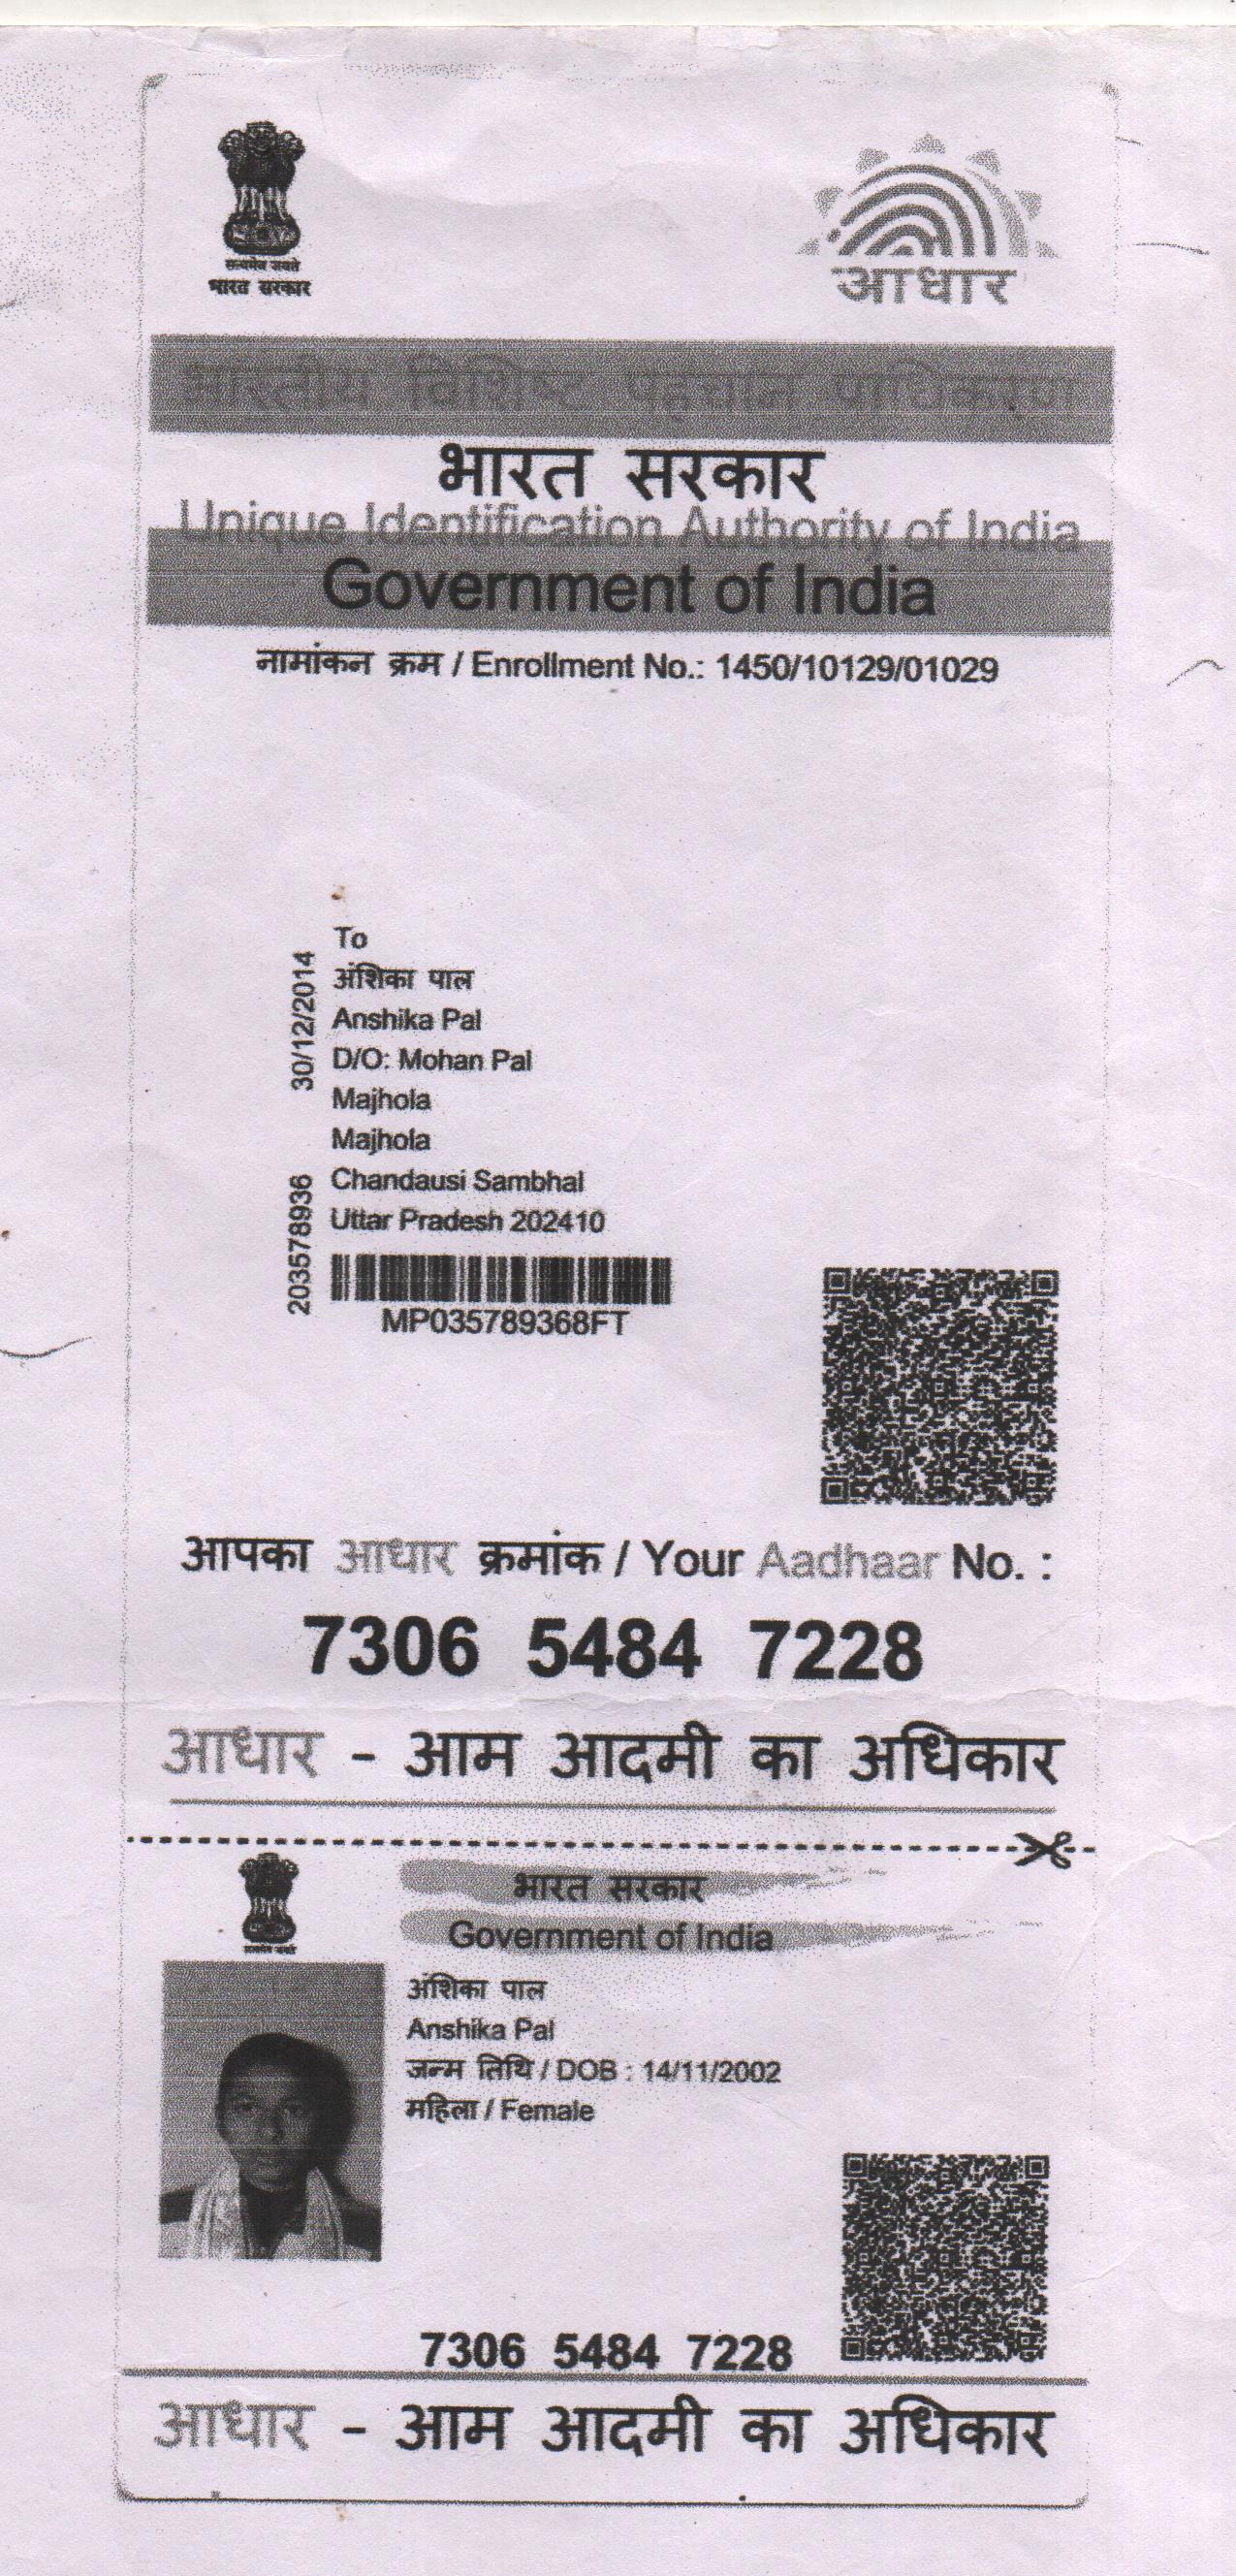 सत्यमेव जयते
भारत सरकार
आधार
भारतीय विशिष्ट पहचान प्राधिकरण
भारत सरकार
Unique Identification Authority of India
Government of India
नामांकन क्रम / Enrollment No.: 1450/10129/01029
To
अंशिका पाल
Anshika Pal
D/O: Mohan Pal
Majhola
Majhola
Chandausi Sambhal
Uttar Pradesh 202410
30/12/2014
203578936
MP035789368FT
आपका आधार क्रमांक / Your Aadhaar No. :
7306 5484 7228
आधार - आम आदमी का अधिकार
भारत सरकार
Government of India
अंशिका पाल
Anshika Pal
जन्म तिथि / DOB : 14/11/2002
महिला / Female
7306 5484 7228
आधार - आम आदमी का अधिकार